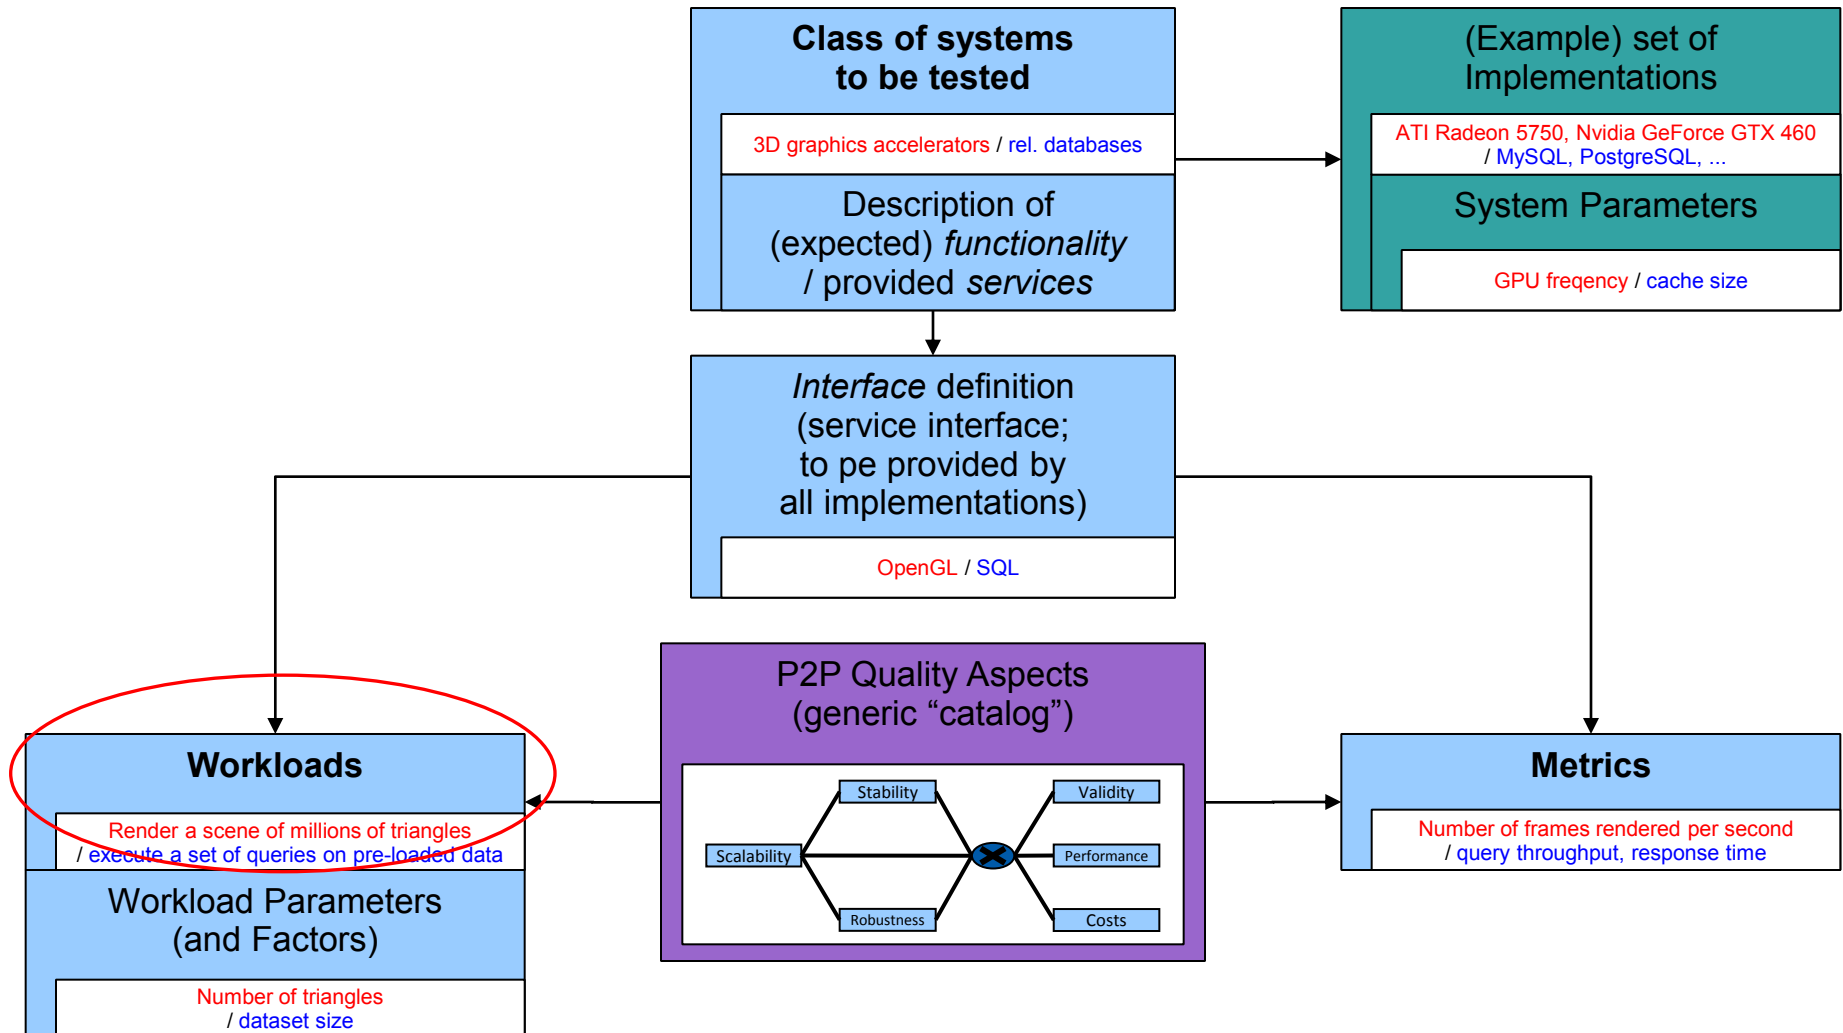 Class of systems
to be tested
3D graphics accelerators / rel. databases
Description of
(expected) functionality
/ provided services
(Example) set of
Implementations
ATI Radeon 5750, Nvidia GeForce GTX 460
/ MySQL, PostgreSQL, ...
System Parameters
GPU freqency / cache size
Interface definition
(service interface;
to pe provided by
all implementations)
OpenGL / SQL
Workloads
Render a scene of millions of triangles
/ execute a set of queries on pre-loaded data
Workload Parameters
(and Factors)
Number of triangles
/ dataset size
P2P Quality Aspects
(generic “catalog”)
Stability
Validity
Scalability
Performance
Robustness
Costs
Metrics
Number of frames rendered per second
/ query throughput, response time